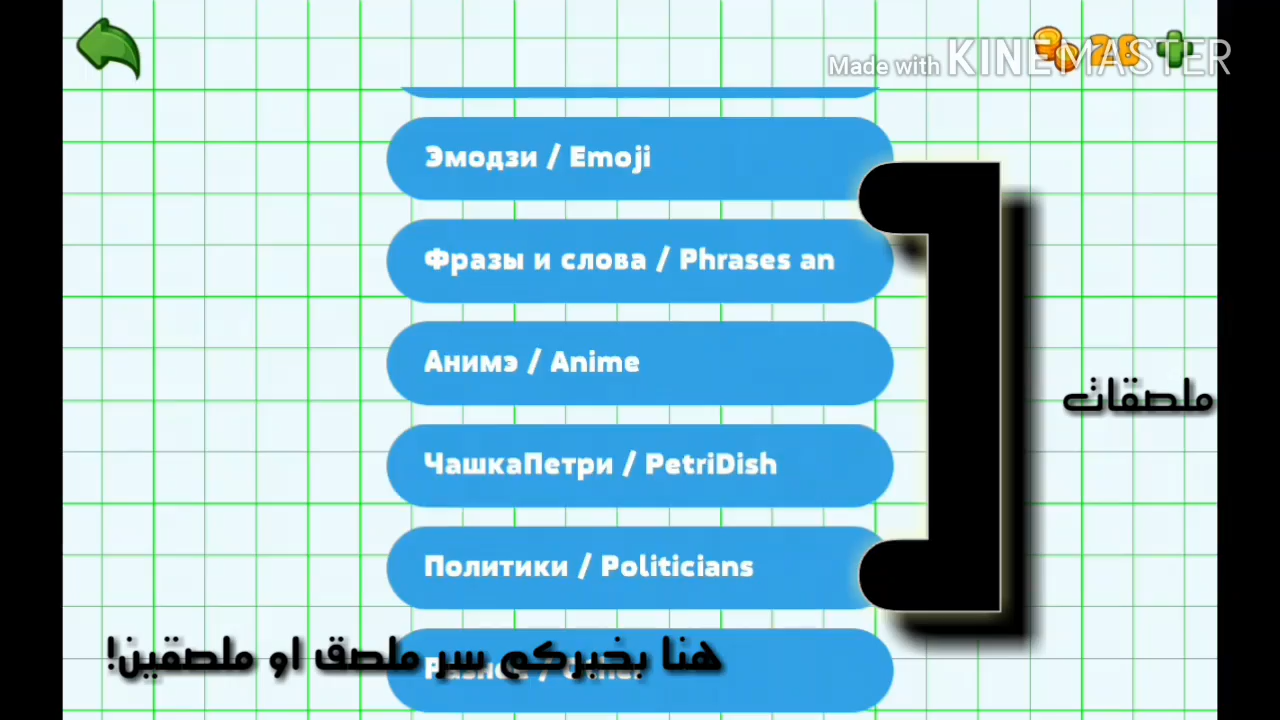 Made with KINEMASTER
28
Эмодзи / Emoji
Фразы и слова / Phrases an
Анимэ / Anime
ЧашкаПетри / PetriDish
ملصقات
Политики / Politicians
هنا بخبركم سر ملصق او ملصقين!